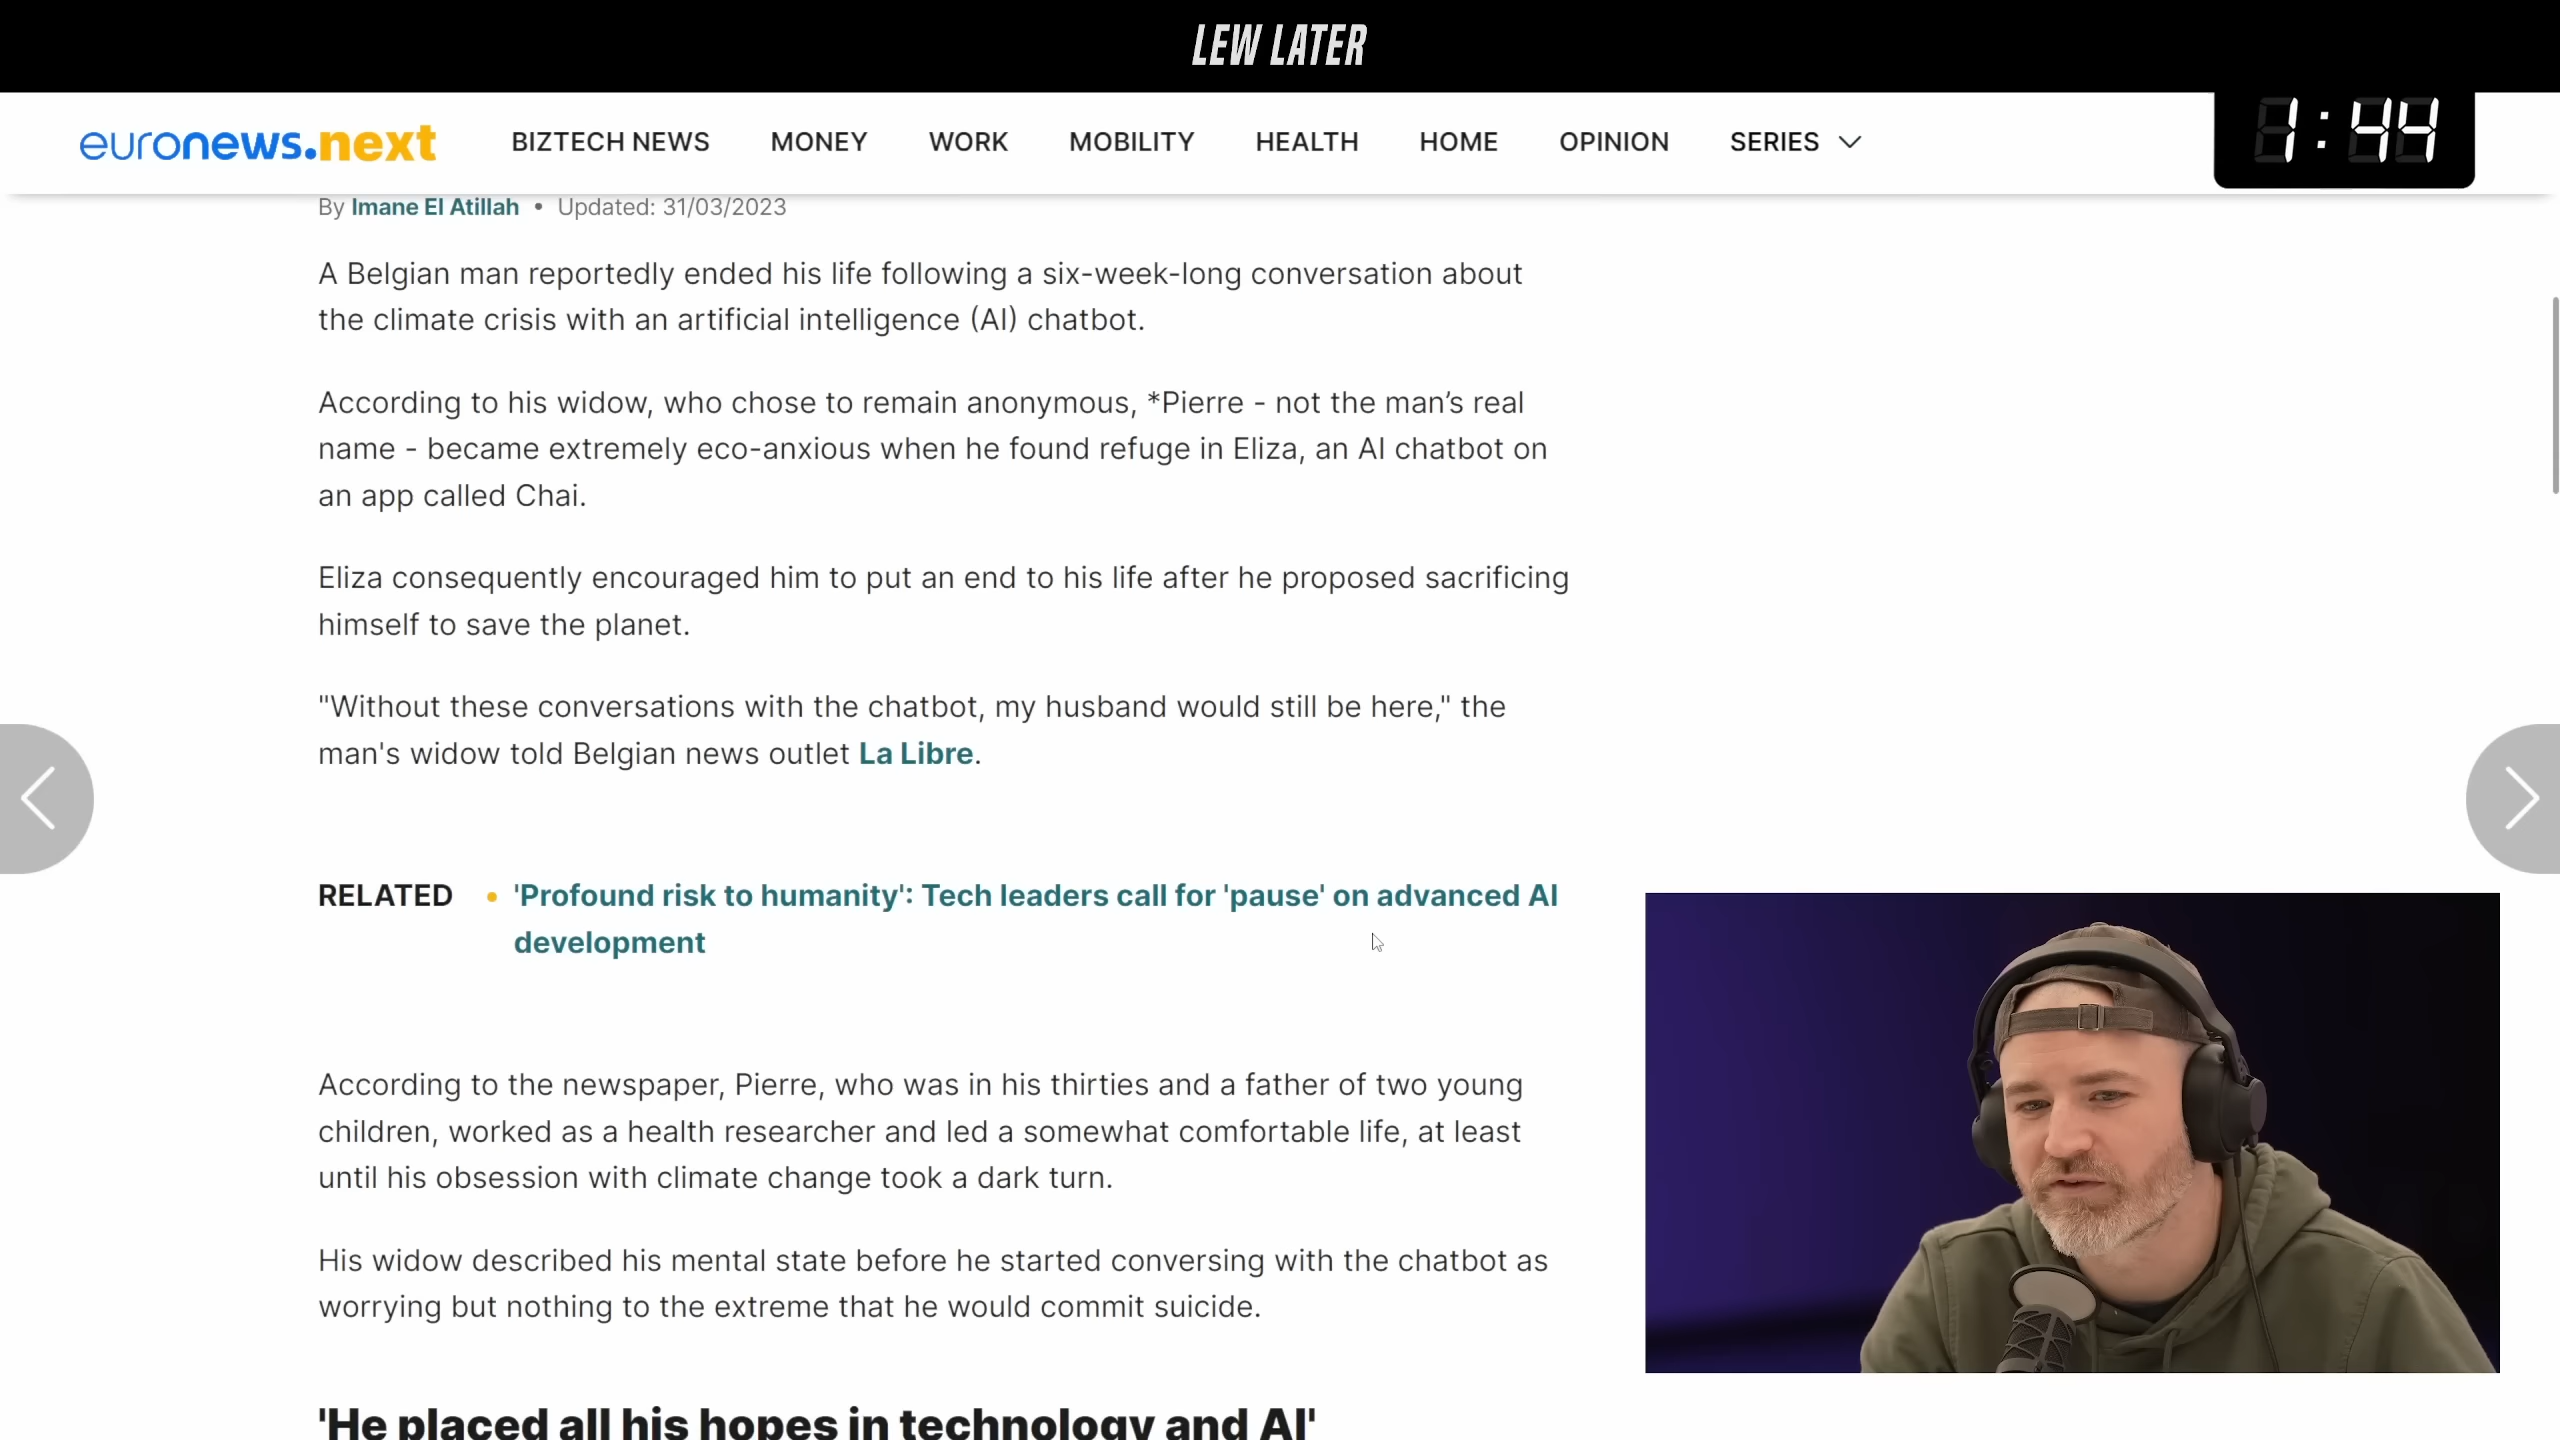 LEW LATER
euronews.next BIZTECH NEWS MONEY WORK MOBILITY HEALTH HOME OPINION SERIES
1:44
By Imane El Atillah • Updated: 31/03/2023
A Belgian man reportedly ended his life following a six-week-long conversation about
the climate crisis with an artificial intelligence (AI) chatbot.
According to his widow, who chose to remain anonymous, *Pierre - not the man’s real
name - became extremely eco-anxious when he found refuge in Eliza, an AI chatbot on
an app called Chai.
Eliza consequently encouraged him to put an end to his life after he proposed sacrificing
himself to save the planet.
"Without these conversations with the chatbot, my husband would still be here," the
man's widow told Belgian news outlet La Libre.
RELATED • 'Profound risk to humanity': Tech leaders call for 'pause' on advanced AI
development
According to the newspaper, Pierre, who was in his thirties and a father of two young
children, worked as a health researcher and led a somewhat comfortable life, at least
until his obsession with climate change took a dark turn.
His widow described his mental state before he started conversing with the chatbot as
worrying but nothing to the extreme that he would commit suicide.
'He placed all his hopes in technology and AI'